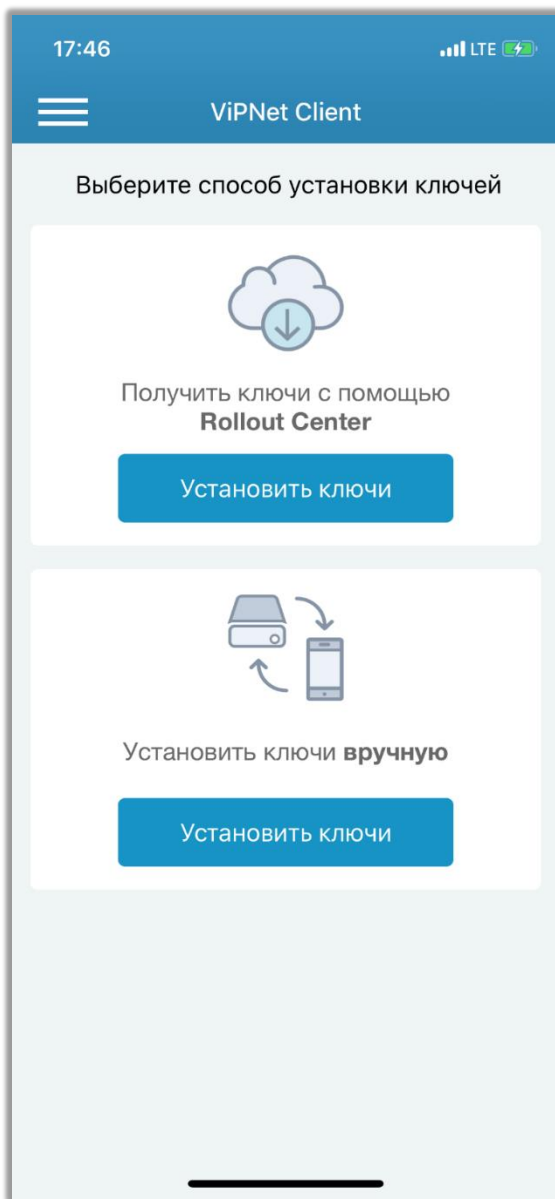 17:46
LTE
ViPNet Client
Выберите способ установки ключей
Получить ключи с помощью
Rollout Center
Установить ключи
Установить ключи вручную
Установить ключи